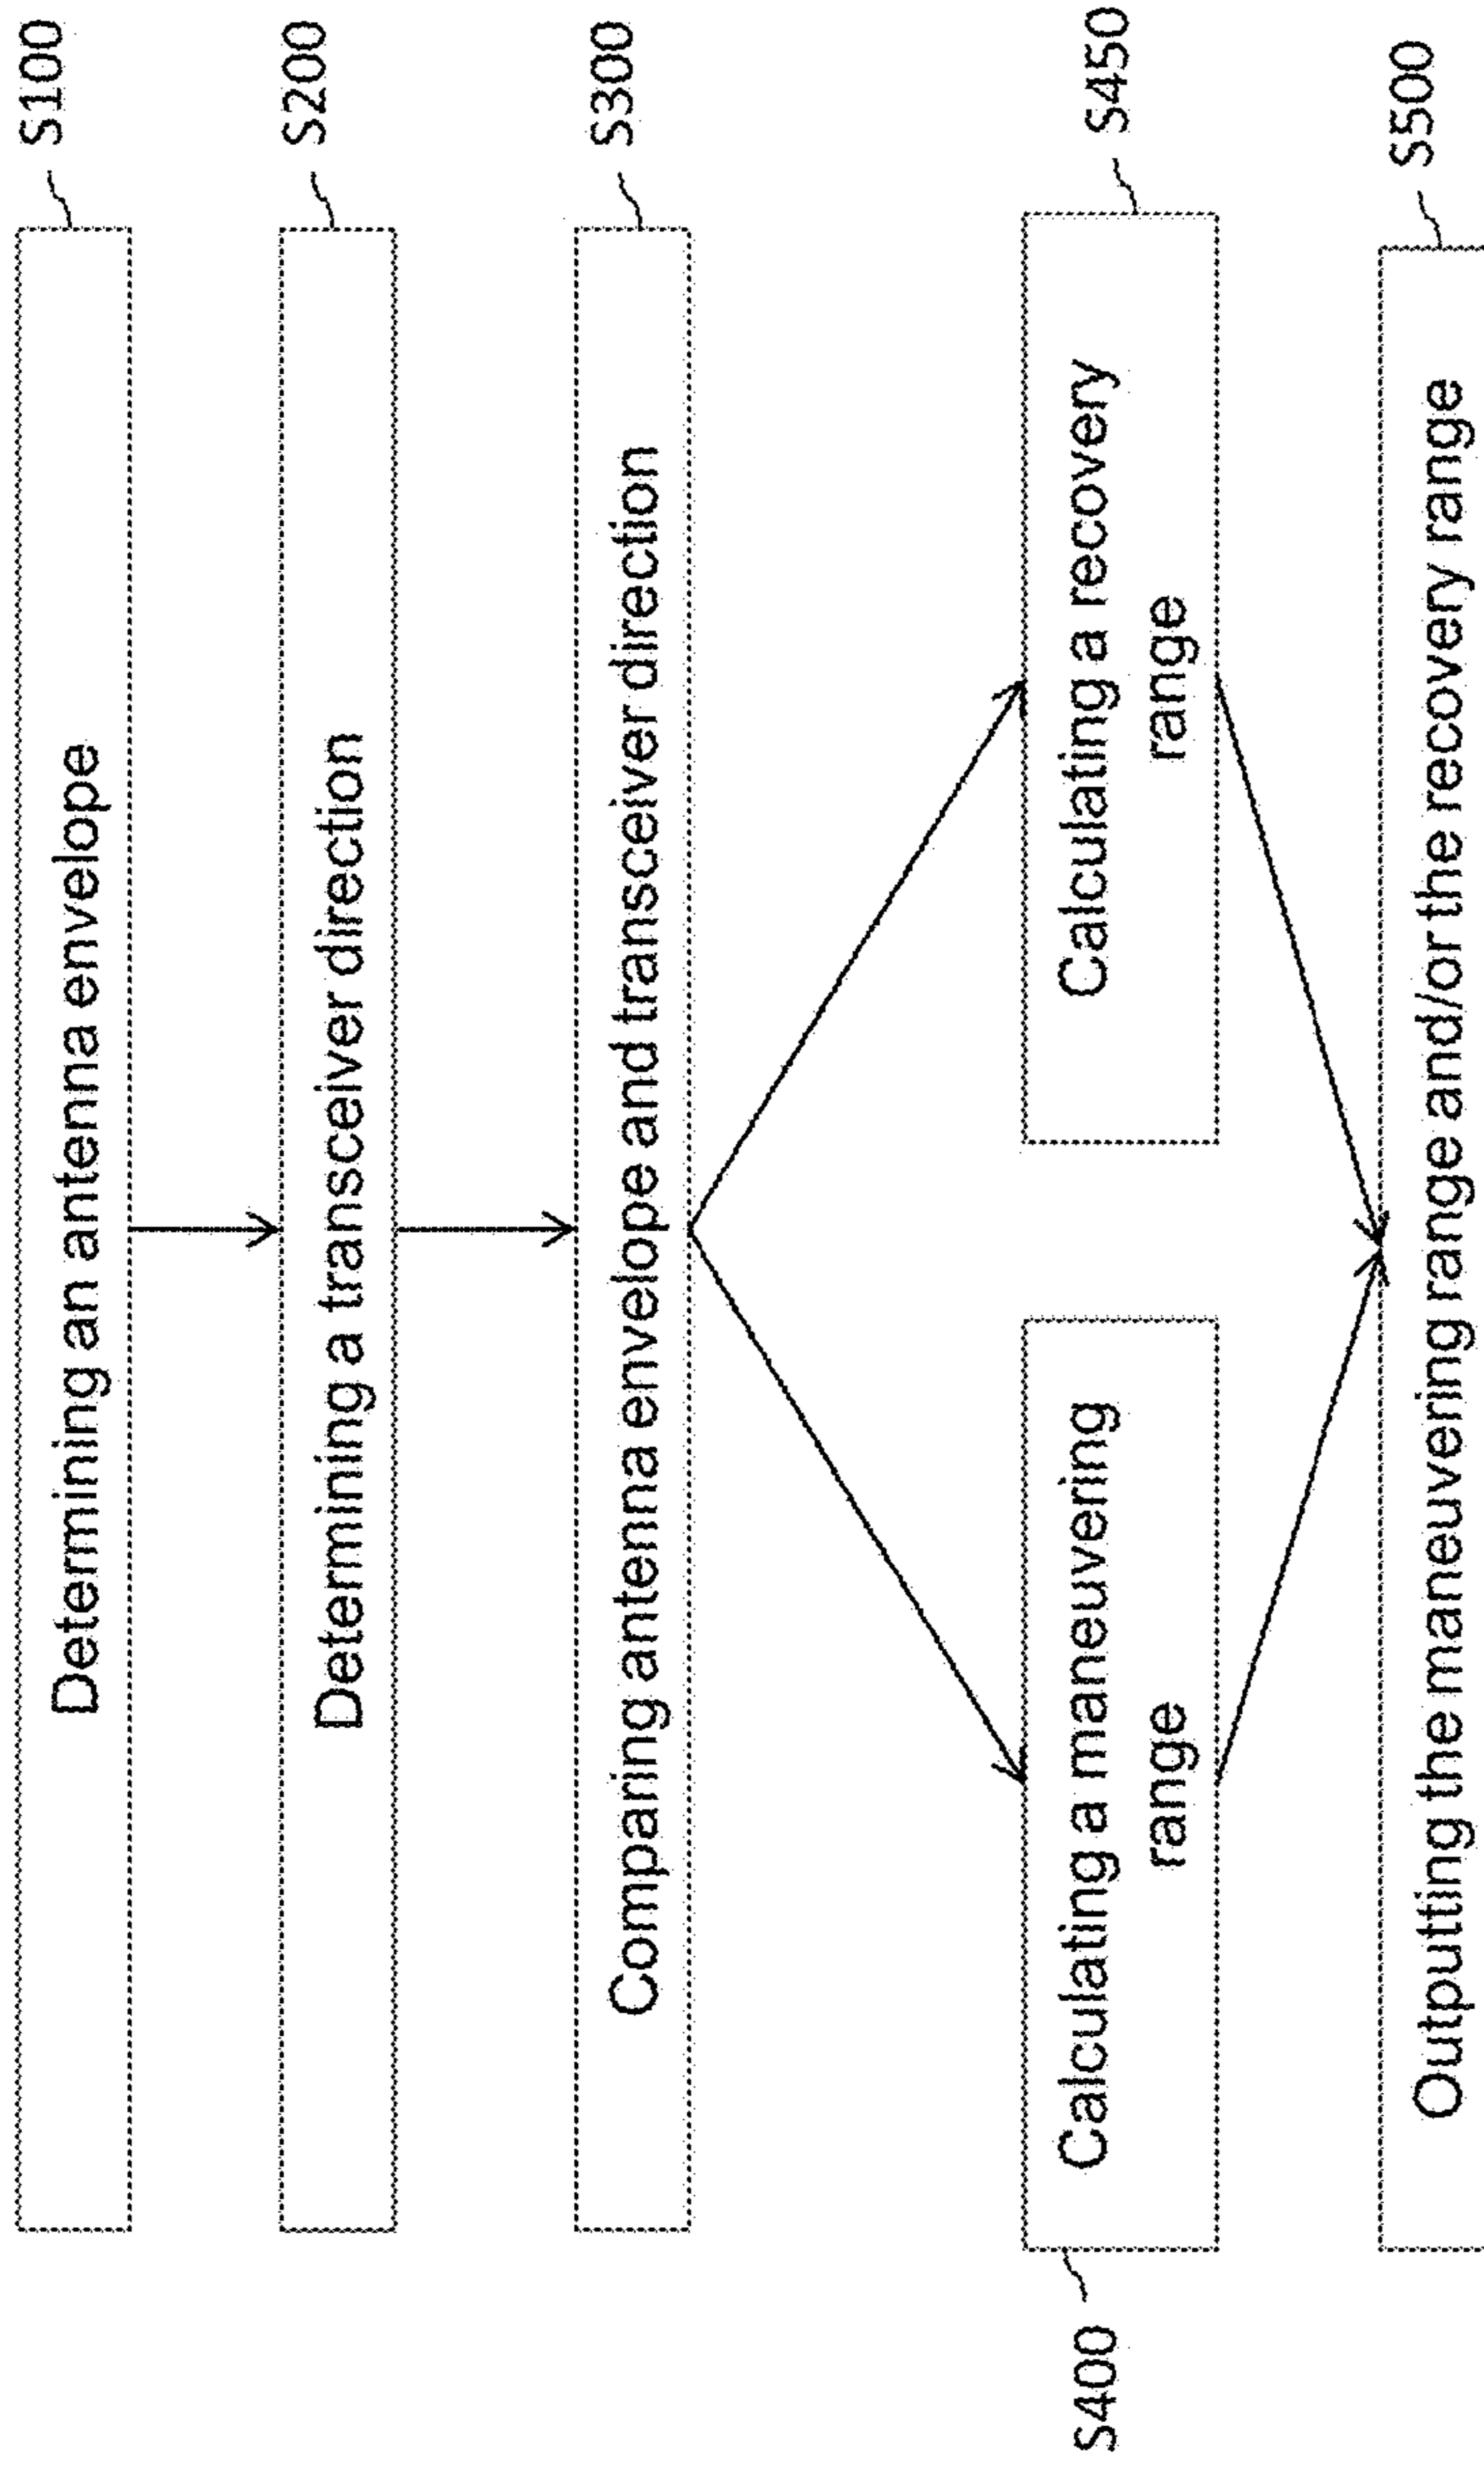 Determining an antenna envelope
S100
Determining a transceiver direction
S200
Comparing antenna envelope and transceiver direction
S300
S400
Calculating a maneuvering
range
Calculating a recovery
range
S450
Outputting the maneuvering range and/or the recovery range
S500